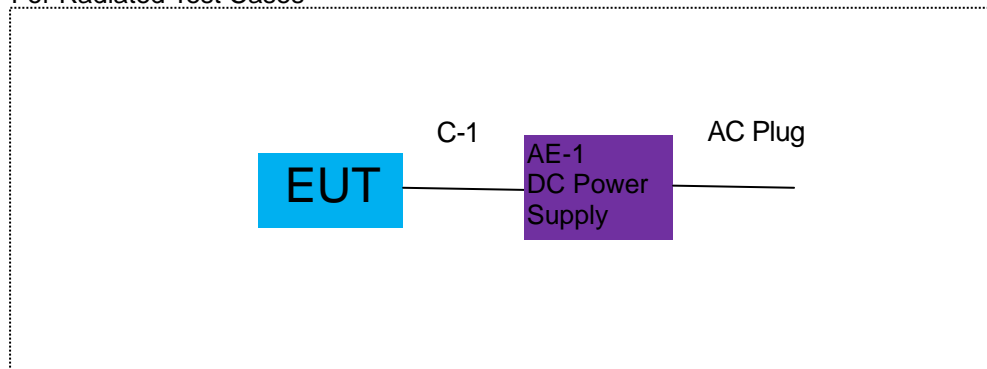 For Radiated Test Cases
C-1
AC Plug
EUT
AE-1
DC Power
Supply